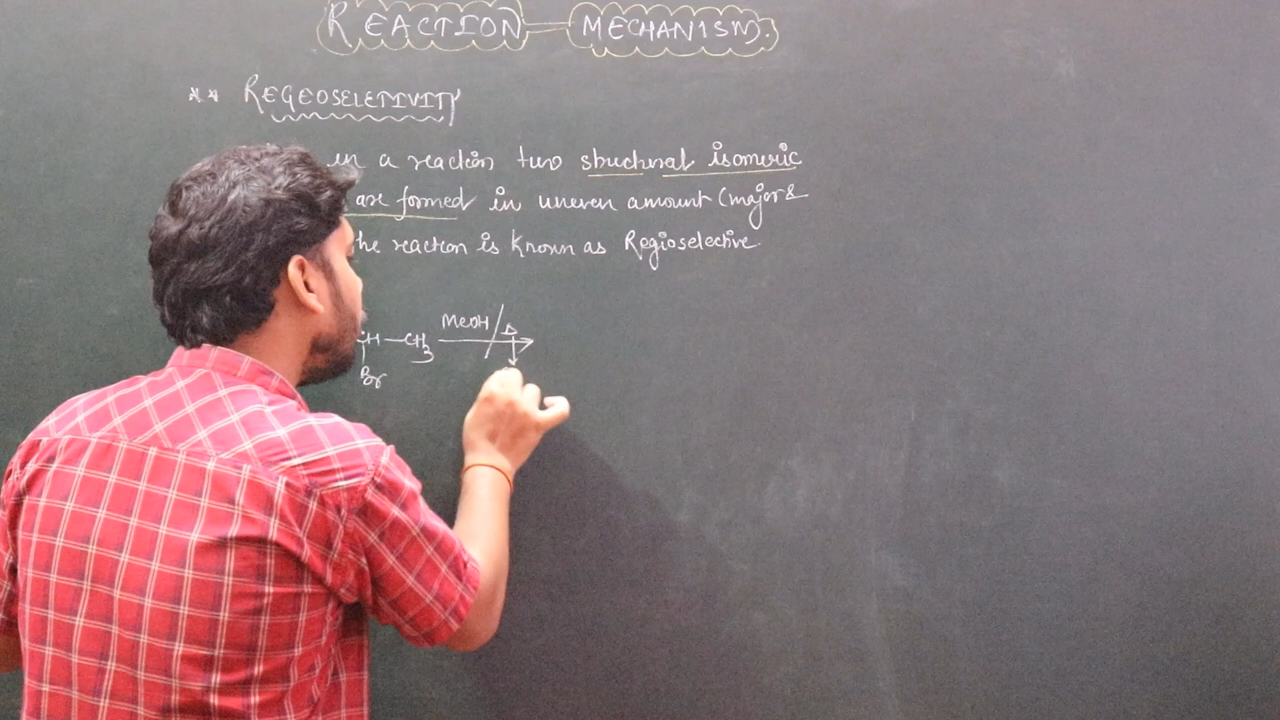 REACTION — MECHANISM.
** REGEOSELETIVITY
in a reaction two structural isomeric
are formed in uneven amount (major &
the reaction is known as Regioselective.
CH—CH3 MeOH/Δ
Br